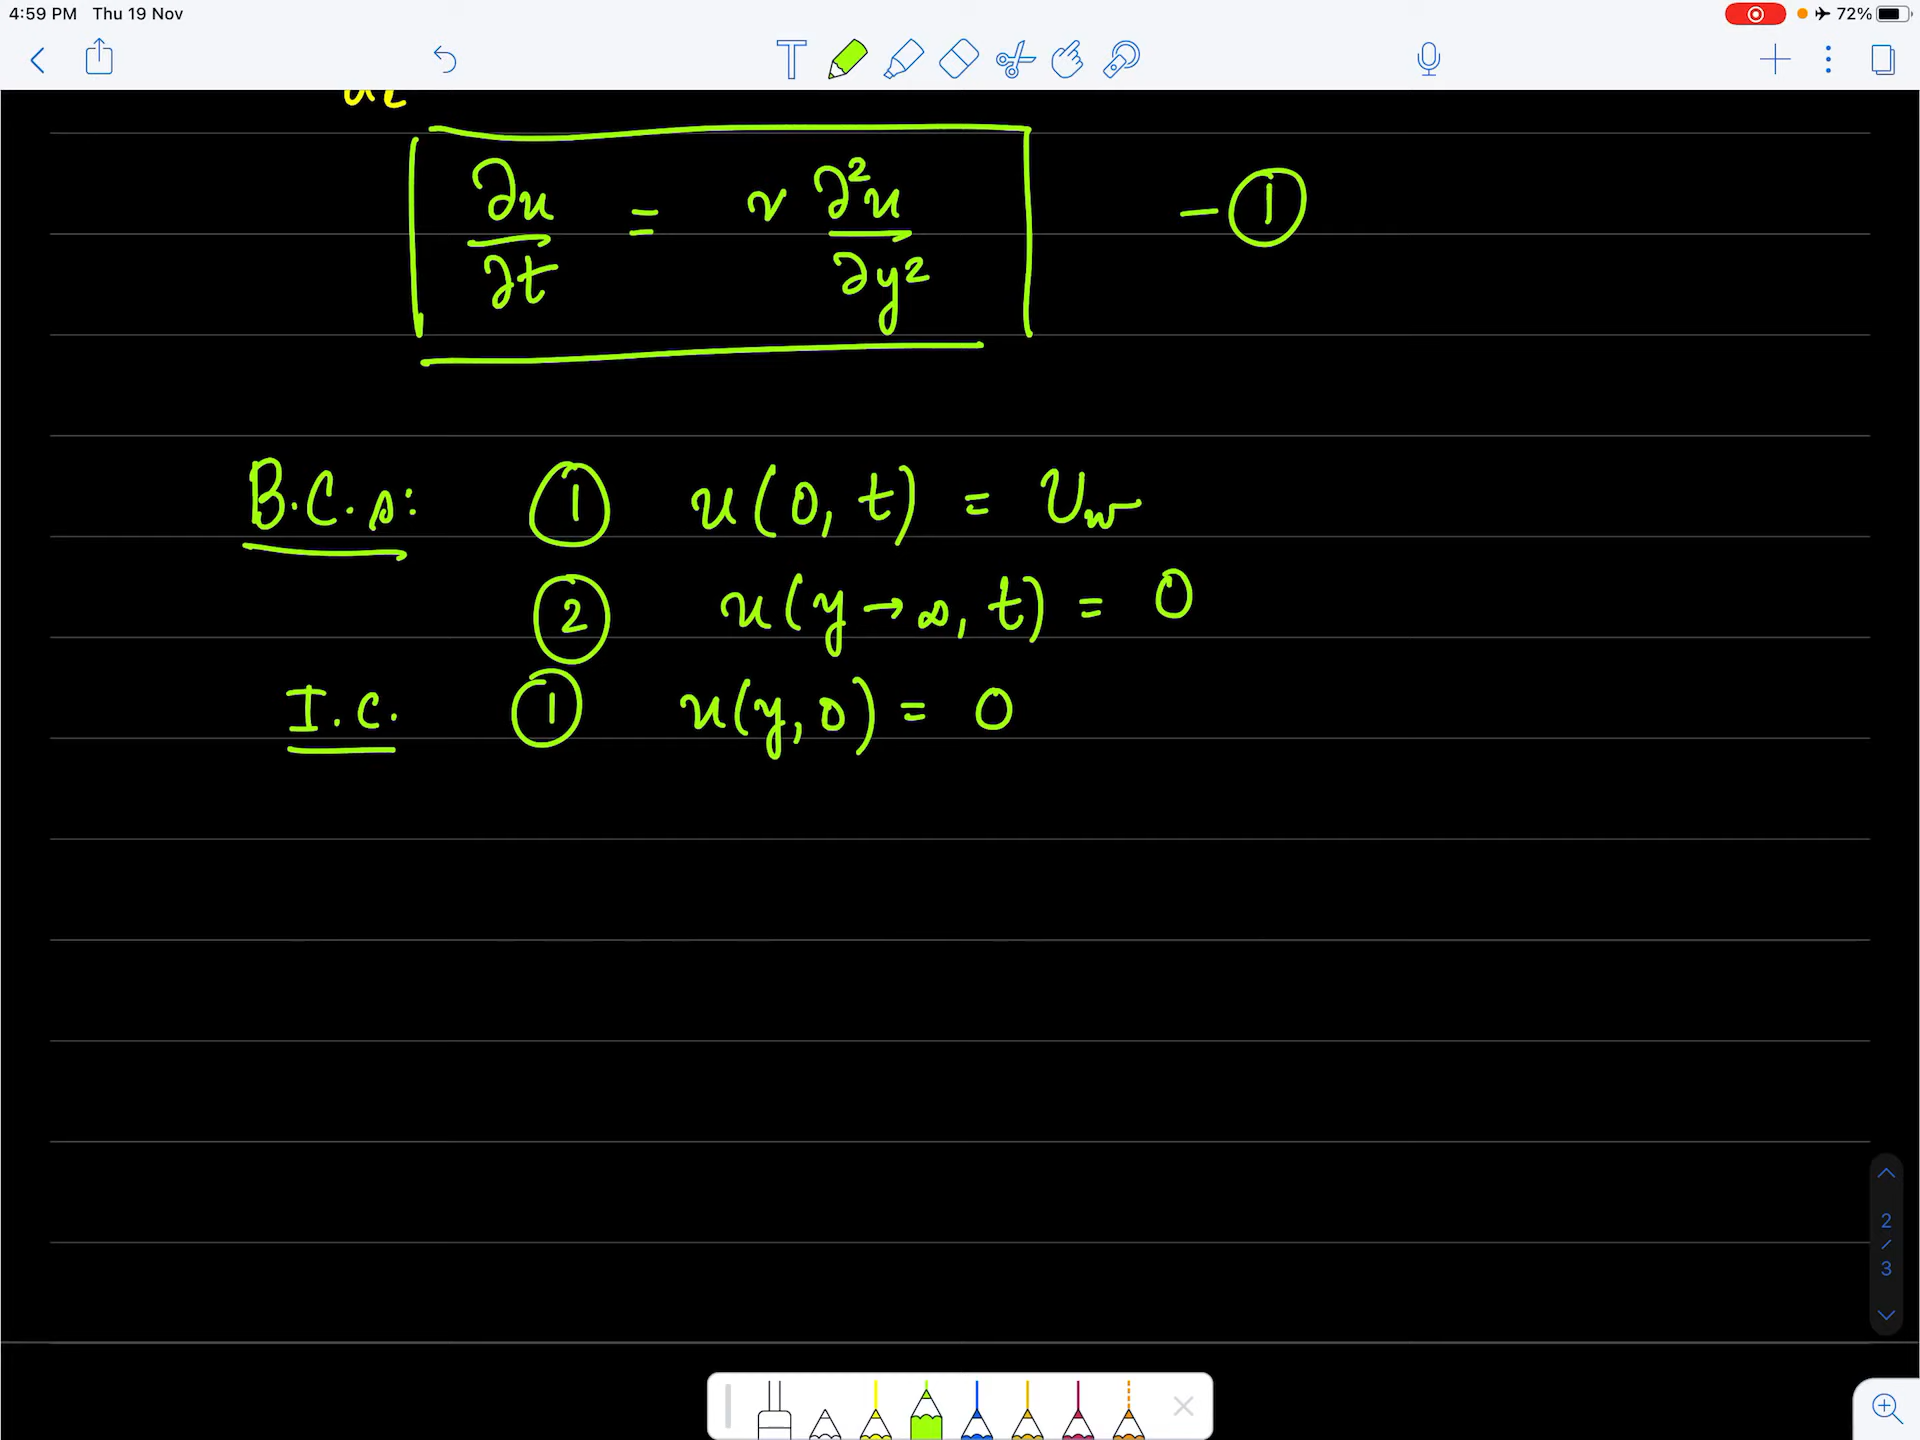 4:59 PM Thu 19 Nov 72%
T
∂u/∂t = ν ∂²u/∂y² - ①
B.C.s: ① u(0, t) = U_w
② u(y→∞, t) = 0
I.C. ① u(y, 0) = 0
2
/
3